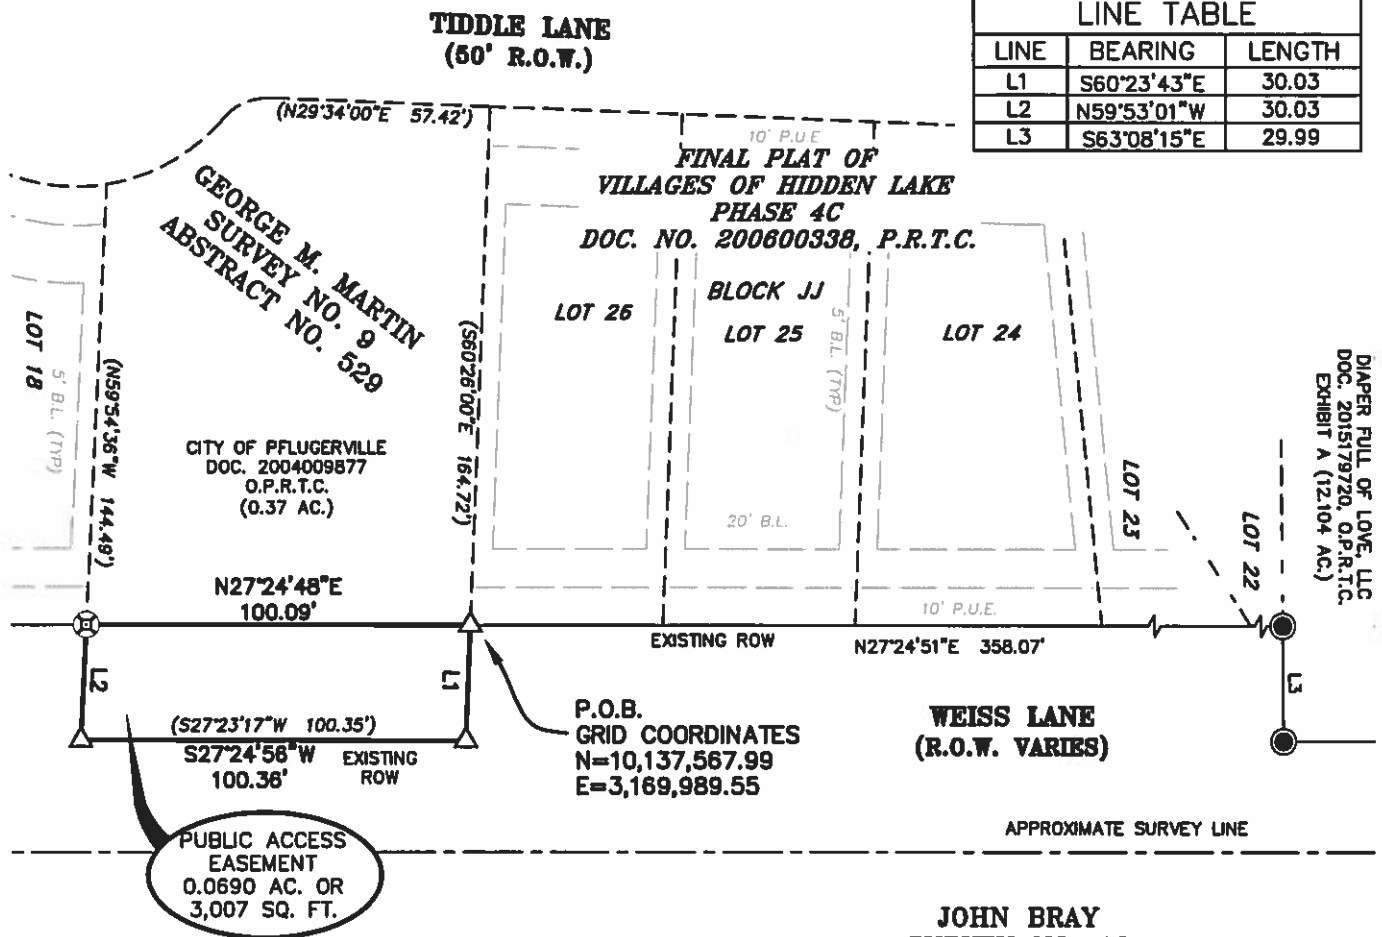 TIDDLE LANE
(50' R.O.W.)
LINE TABLE
LINE BEARING LENGTH
L1 S60°23'43"E 30.03
L2 N59°53'01"W 30.03
L3 S63°08'15"E 29.99
(N29°34'00"E 57.42')
10' P.U.E
FINAL PLAT OF
VILLAGES OF HIDDEN LAKE
PHASE 4C
DOC. NO. 200600338, P.R.T.C.
GEORGE M. MARTIN
SURVEY NO. 9
ABSTRACT NO. 529
BLOCK JJ
LOT 26
LOT 25
LOT 24
5' B.L. (TYP)
LOT 18
5' B.L. (TYP)
(N59°54'36"W 144.49')
(S60°26'00"E 164.72')
CITY OF PFLUGERVILLE
DOC. 2004009877
O.P.R.T.C.
(0.37 AC.)
20' B.L.
LOT 23
LOT 22
DIAPER FULL OF LOVE, LLC
DOC. 2015179720, O.P.R.T.C.
EXHIBIT A (12.104 AC.)
N27°24'48"E
100.09'
10' P.U.E.
EXISTING ROW
N27°24'51"E 358.07'
L2
L1
L3
(S27°23'17"W 100.35')
S27°24'56"W
100.36'
EXISTING
ROW
P.O.B.
GRID COORDINATES
N=10,137,567.99
E=3,169,989.55
WEISS LANE
(R.O.W. VARIES)
APPROXIMATE SURVEY LINE
PUBLIC ACCESS
EASEMENT
0.0690 AC. OR
3,007 SQ. FT.
JOHN BRAY